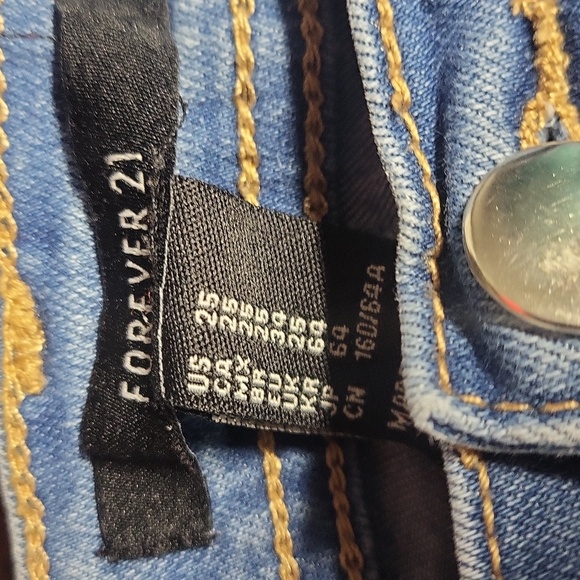 FOREVER 21
US 25
CA 25
MX 25
BR
EU 34
UK 25
KR 64
JP 64
CN 160/64A